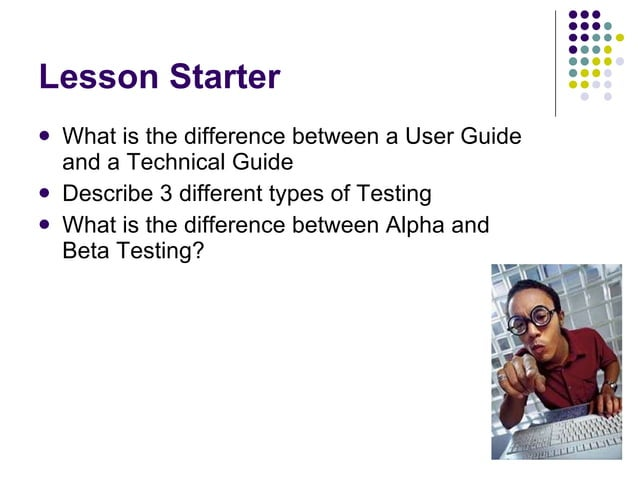 Lesson Starter
What is the difference between a User Guide
and a Technical Guide
Describe 3 different types of Testing
What is the difference between Alpha and
Beta Testing?